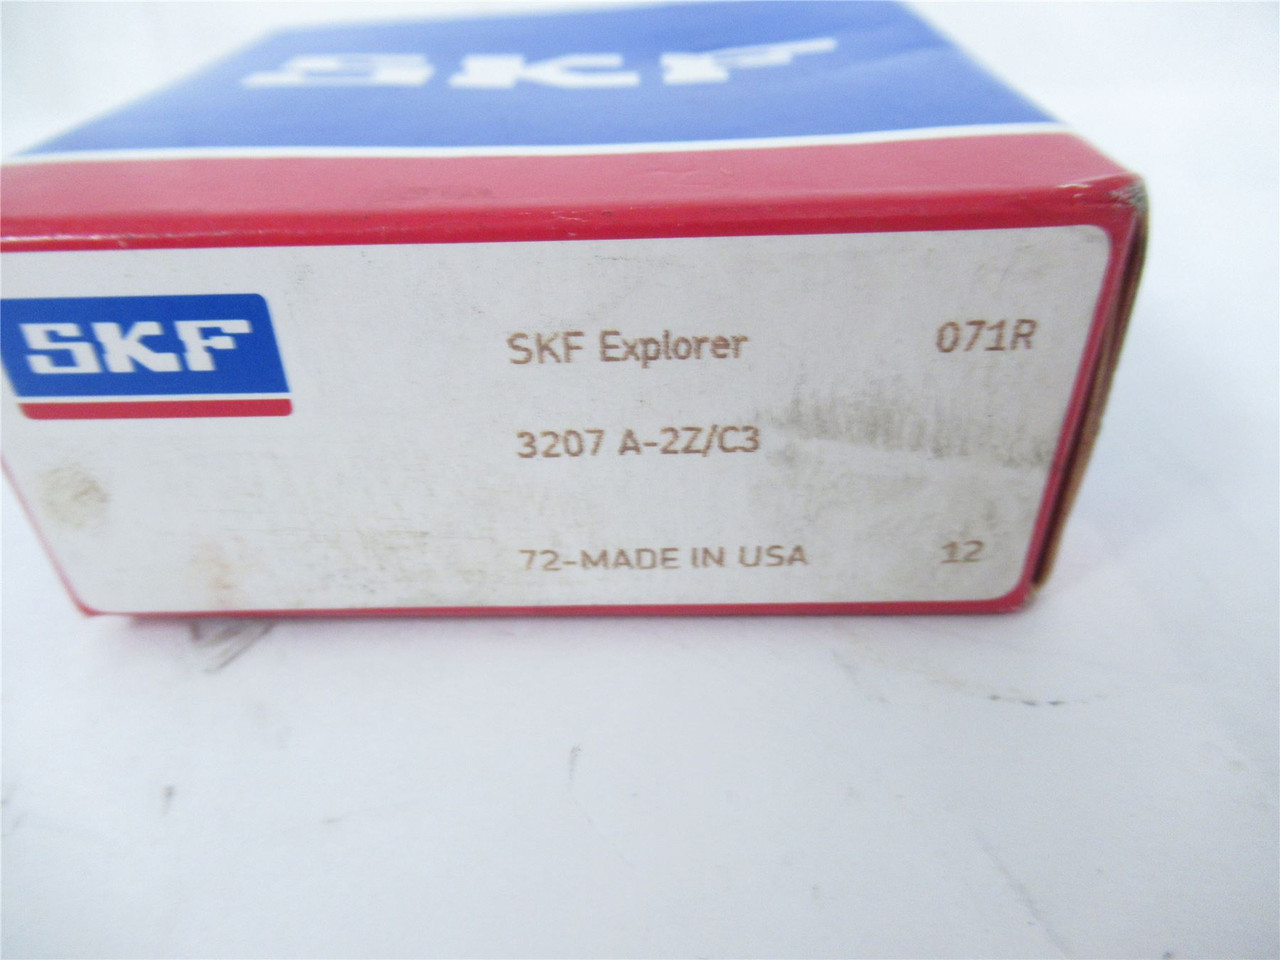 SKF
SKF
SKF Explorer 071R
3207 A-2Z/C3
72-MADE IN USA 12